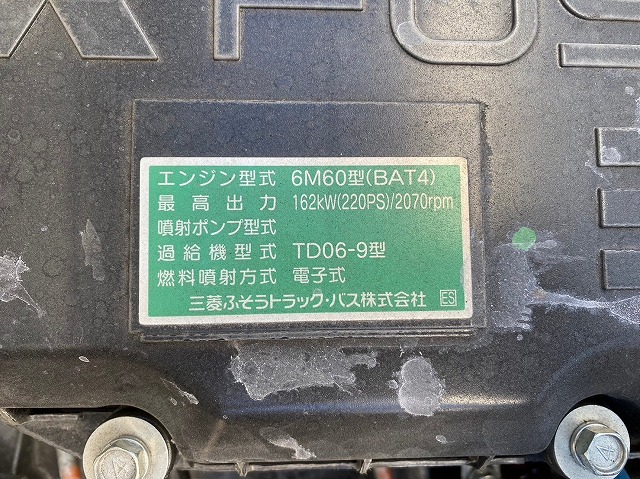 FUS
エンジン型式 6M60型(BAT4)
最高出力 162kW(220PS)/2070rpm
噴射ポンプ型式
過給機型式 TD06-9型
燃料噴射方式 電子式
三菱ふそうトラック・バス株式会社 ES
4